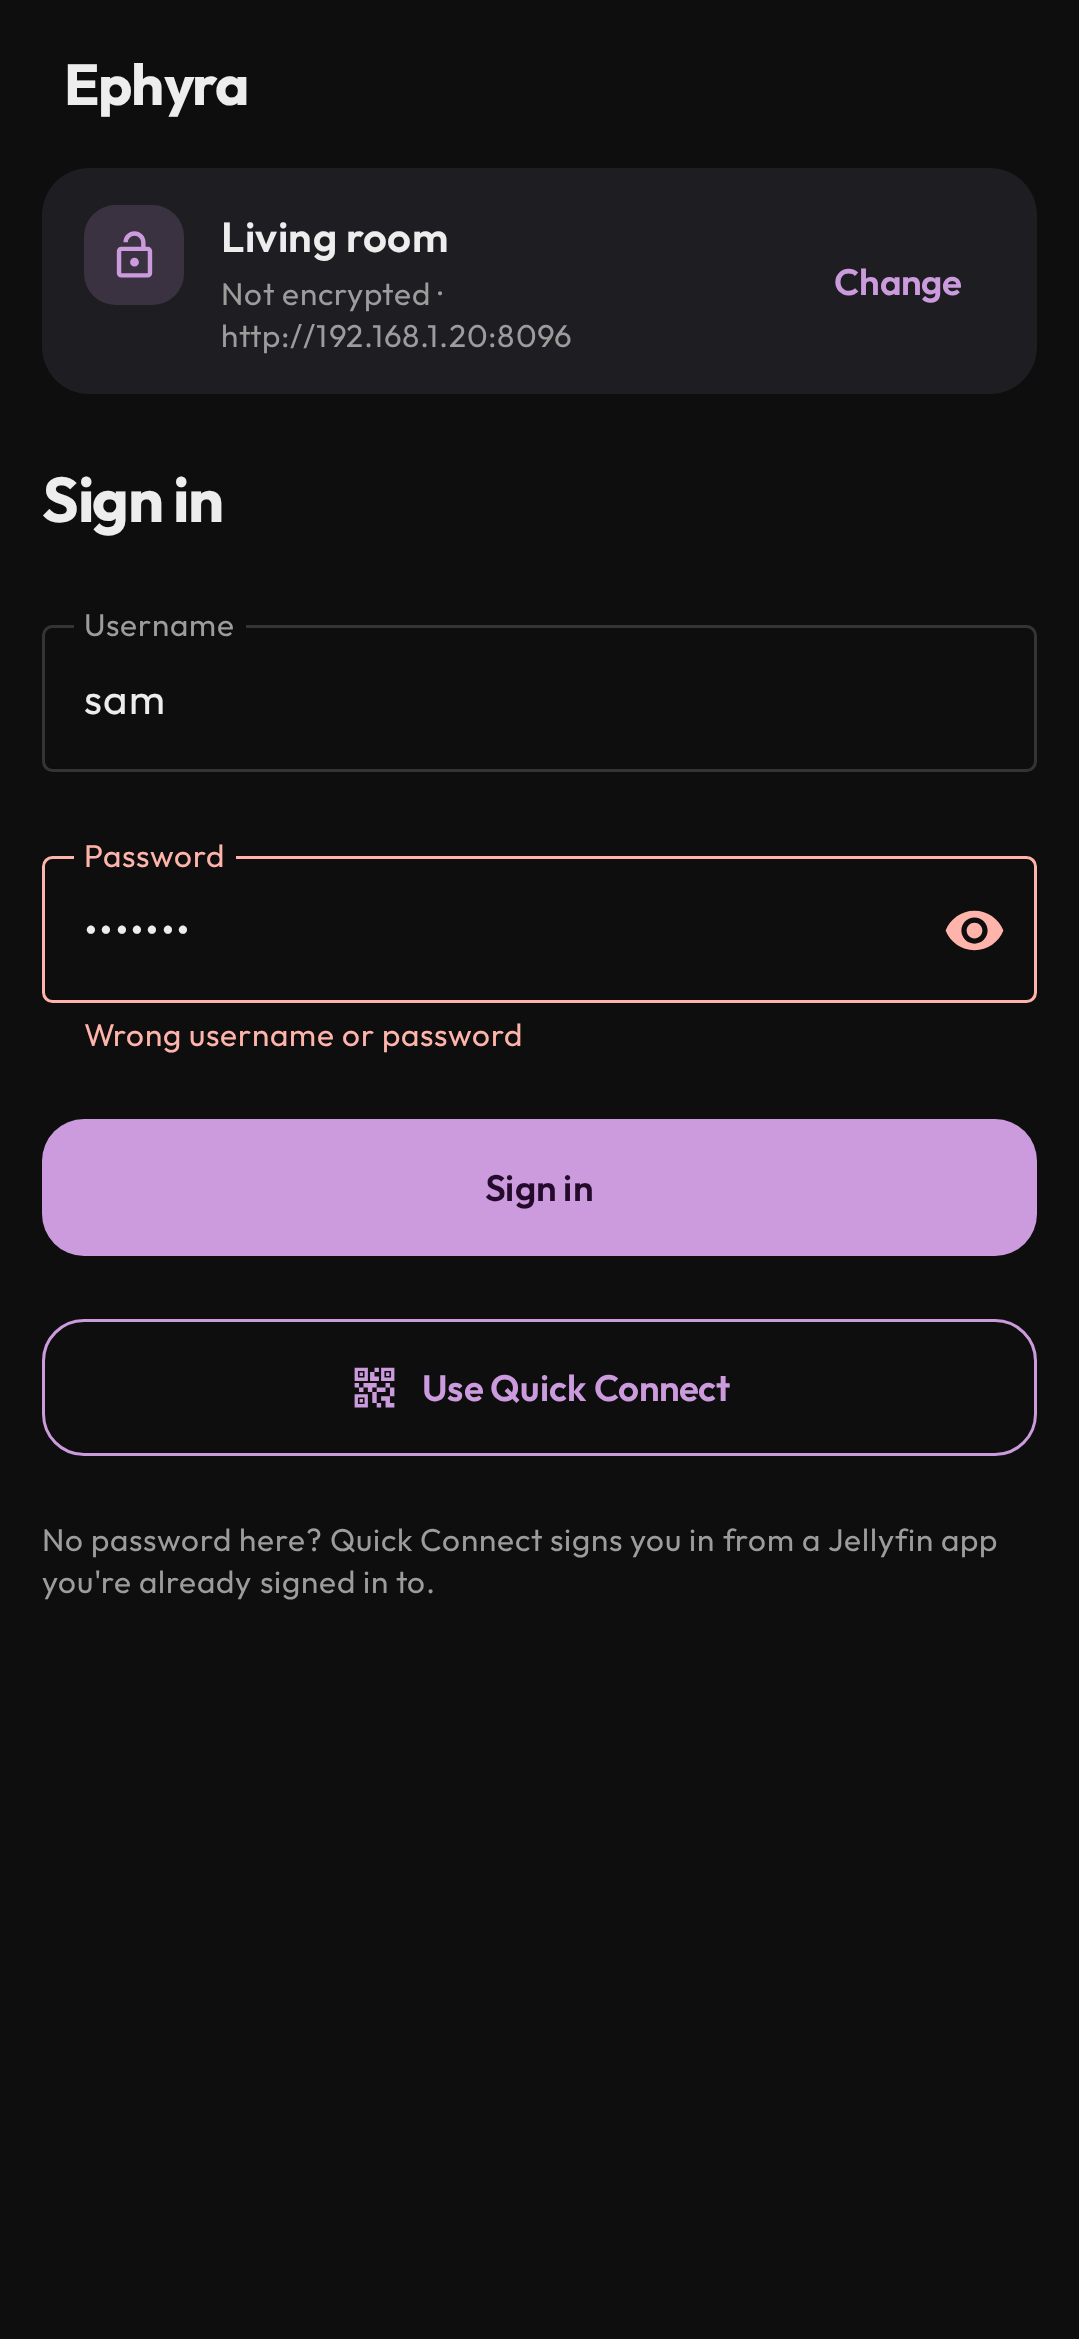 Ephyra
Living room
Not encrypted ·
http://192.168.1.20:8096
Change
Sign in
Username
sam
Password
•••••••
Wrong username or password
Sign in
Use Quick Connect
No password here? Quick Connect signs you in from a Jellyfin app
you're already signed in to.